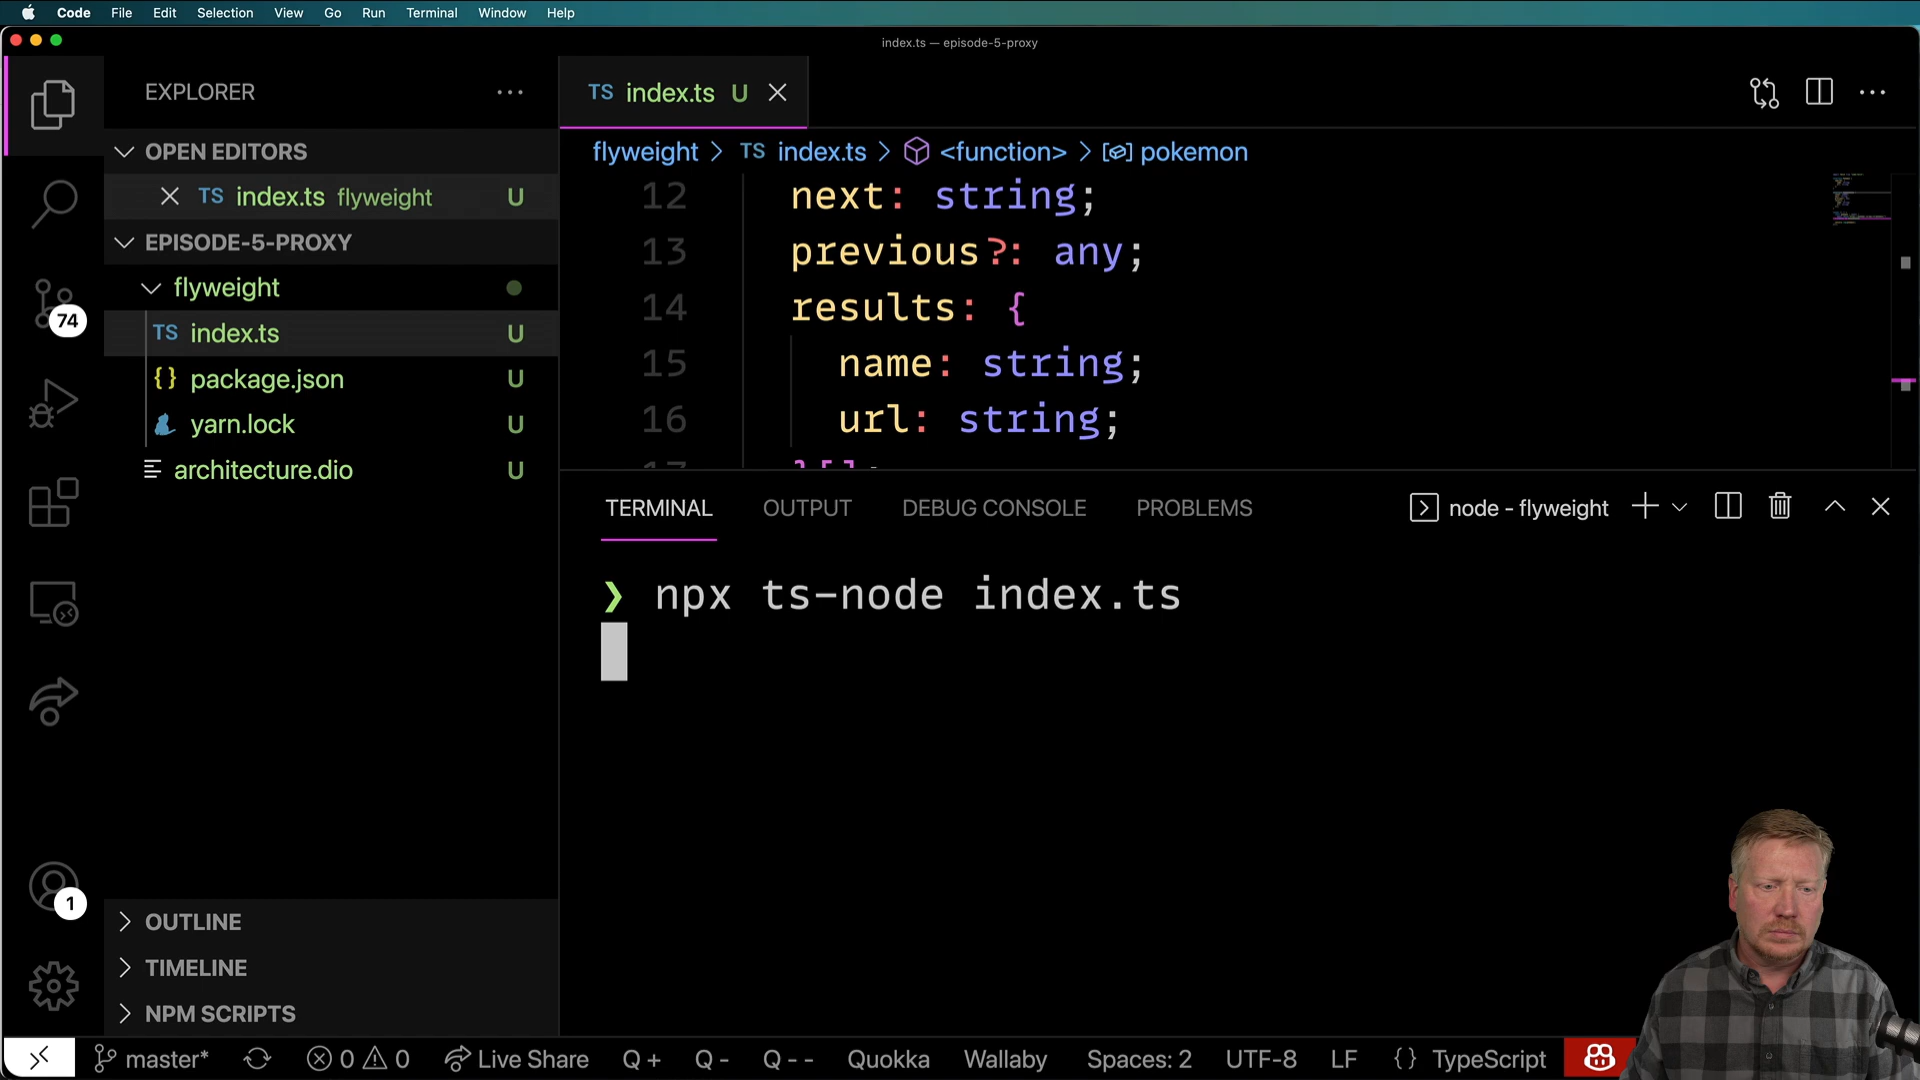 Code File Edit Selection View Go Run Terminal Window Help
index.ts — episode-5-proxy
EXPLORER
OPEN EDITORS
TS index.ts flyweight U
EPISODE-5-PROXY
flyweight
TS index.ts U
{} package.json U
yarn.lock U
architecture.dio U
74
1
OUTLINE
TIMELINE
NPM SCRIPTS
TS index.ts U
flyweight > TS index.ts > <function> > pokemon
12 next: string;
13 previous?: any;
14 results: {
15 name: string;
16 url: string;
TERMINAL OUTPUT DEBUG CONSOLE PROBLEMS node - flyweight
❯ npx ts-node index.ts
master* 0 0 Live Share Q + Q - Q - - Quokka Wallaby Spaces: 2 UTF-8 LF {} TypeScript